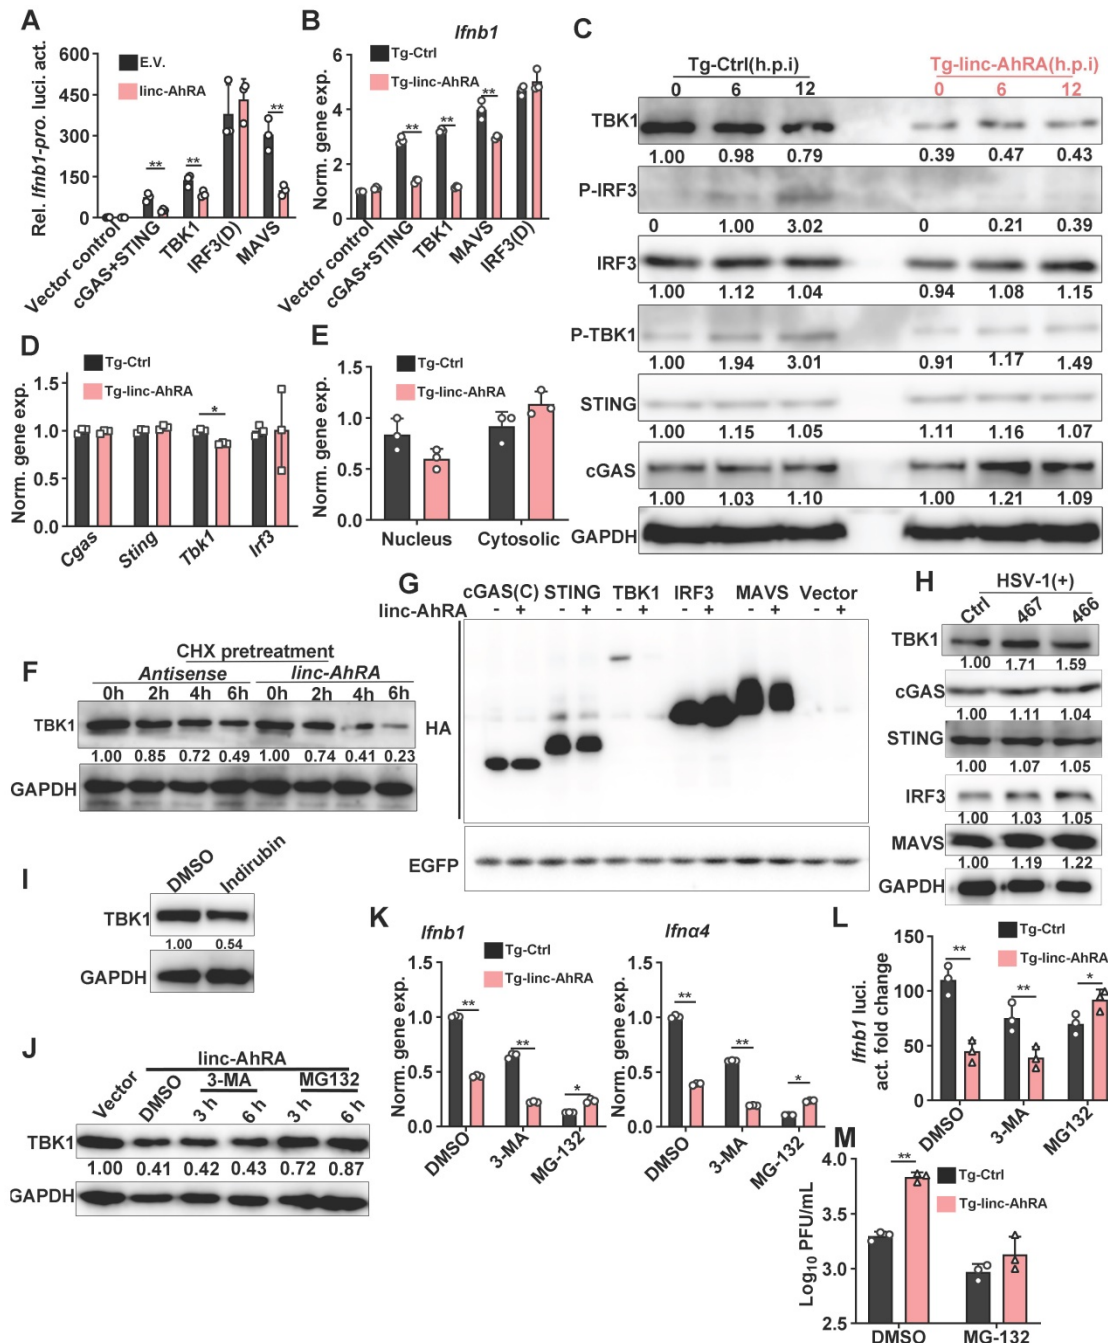 A
Rel. Ifnb1-pro. luci. act.
600
450
300
150
0
E.V.
linc-AhRA
** ** **
Vector control
cGAS+STING
TBK1
IRF3(D)
MAVS
B
Ifnb1
Norm. gene exp.
6
4
2
0
Tg-Ctrl
Tg-linc-AhRA
** ** **
Vector control
cGAS+STING
TBK1
MAVS
IRF3(D)
C
Tg-Ctrl(h.p.i) Tg-linc-AhRA(h.p.i)
0 6 12 0 6 12
TBK1
1.00 0.98 0.79 0.39 0.47 0.43
P-IRF3
0 1.00 3.02 0 0.21 0.39
IRF3
1.00 1.12 1.04 0.94 1.08 1.15
P-TBK1
1.00 1.94 3.01 0.91 1.17 1.49
STING
1.00 1.15 1.05 1.11 1.16 1.07
cGAS
1.00 1.03 1.10 1.00 1.21 1.09
GAPDH
D
Norm. gene exp.
1.5
1.0
0.5
0.0
Tg-Ctrl
Tg-linc-AhRA
*
Cgas
Sting
Tbk1
Irf3
E
Norm. gene exp.
1.5
1.0
0.5
0.0
Tg-Ctrl
Tg-linc-AhRA
Nucleus Cytosolic
F
CHX pretreatment
Antisense linc-AhRA
0h 2h 4h 6h 0h 2h 4h 6h
TBK1
1.00 0.85 0.72 0.49 1.00 0.74 0.41 0.23
GAPDH
G
cGAS(C) STING TBK1 IRF3 MAVS Vector
linc-AhRA - + - + - + - + - + - +
HA
EGFP
H
HSV-1(+)
Ctrl 467 466
TBK1
1.00 1.71 1.59
cGAS
1.00 1.11 1.04
STING
1.00 1.07 1.05
IRF3
1.00 1.03 1.05
MAVS
1.00 1.19 1.22
GAPDH
I
DMSO Indirubin
TBK1
1.00 0.54
GAPDH
J
linc-AhRA
Vector DMSO 3-MA MG132
3 h 6 h 3 h 6 h
TBK1
1.00 0.41 0.42 0.43 0.72 0.87
GAPDH
K
Ifnb1
Norm. gene exp.
1.5
1.0
0.5
0.0
Tg-Ctrl
Tg-linc-AhRA
** ** *
DMSO
3-MA
MG-132
Ifnα4
Norm. gene exp.
1.5
1.0
0.5
0.0
** ** *
DMSO
3-MA
MG-132
L
Ifnb1 luci.
act. fold change
150
100
50
0
Tg-Ctrl
Tg-linc-AhRA
** ** *
DMSO
3-MA
MG132
M
Log10 PFU/mL
4.0
3.5
3.0
2.5
**
Tg-Ctrl
Tg-linc-AhRA
DMSO MG-132